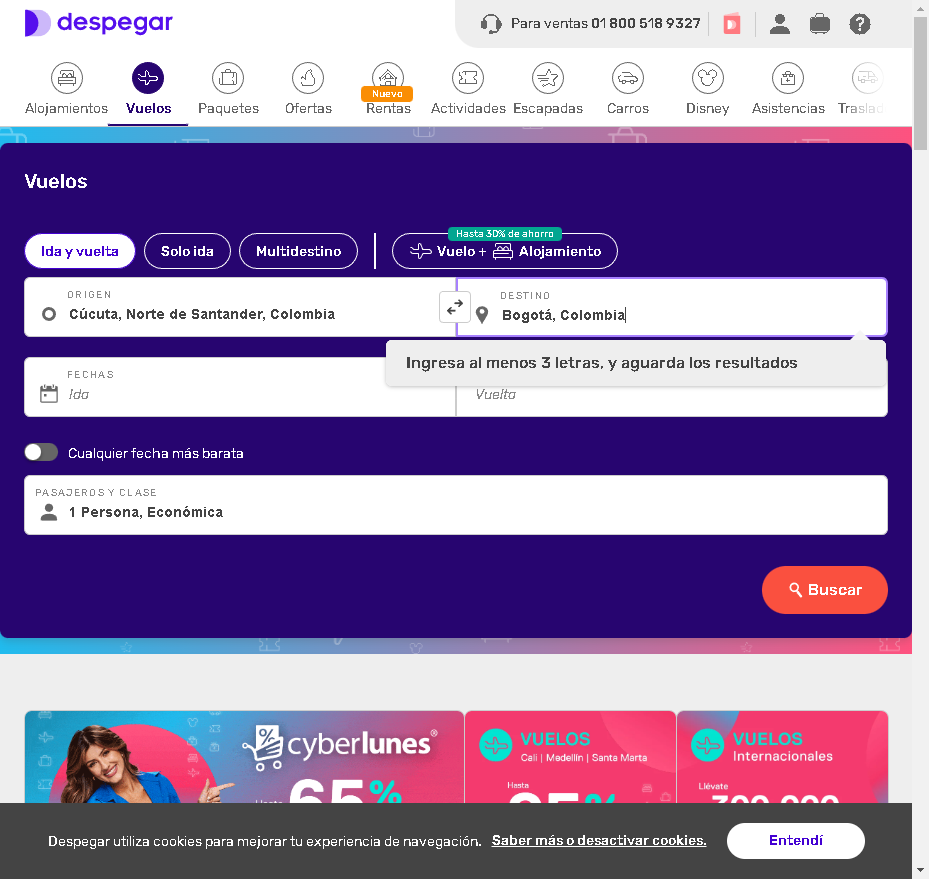 despegar
Para ventas 01 800 518 9327
Alojamientos
Vuelos
Paquetes
Ofertas
Nuevo
Rentas
Actividades
Escapadas
Carros
Disney
Asistencias
Vuelos
Hasta 30% de ahorro
Ida y vuelta
Solo ida
Multidestino
Vuelo + Alojamiento
ORIGEN
Cúcuta, Norte de Santander, Colombia
DESTINO
Bogotá, Colombia
Ingresa al menos 3 letras, y aguarda los resultados
FECHAS
Ida
Vuelta
Cualquier fecha más barata
PASAJEROS Y CLASE
1 Persona, Económica
Buscar
cyberlunes®
65%
VUELOS
Cali | Medellín | Santa Marta
Hasta
VUELOS
Internacionales
Llévate
Despegar utiliza cookies para mejorar tu experiencia de navegación. Saber más o desactivar cookies.
Entendí